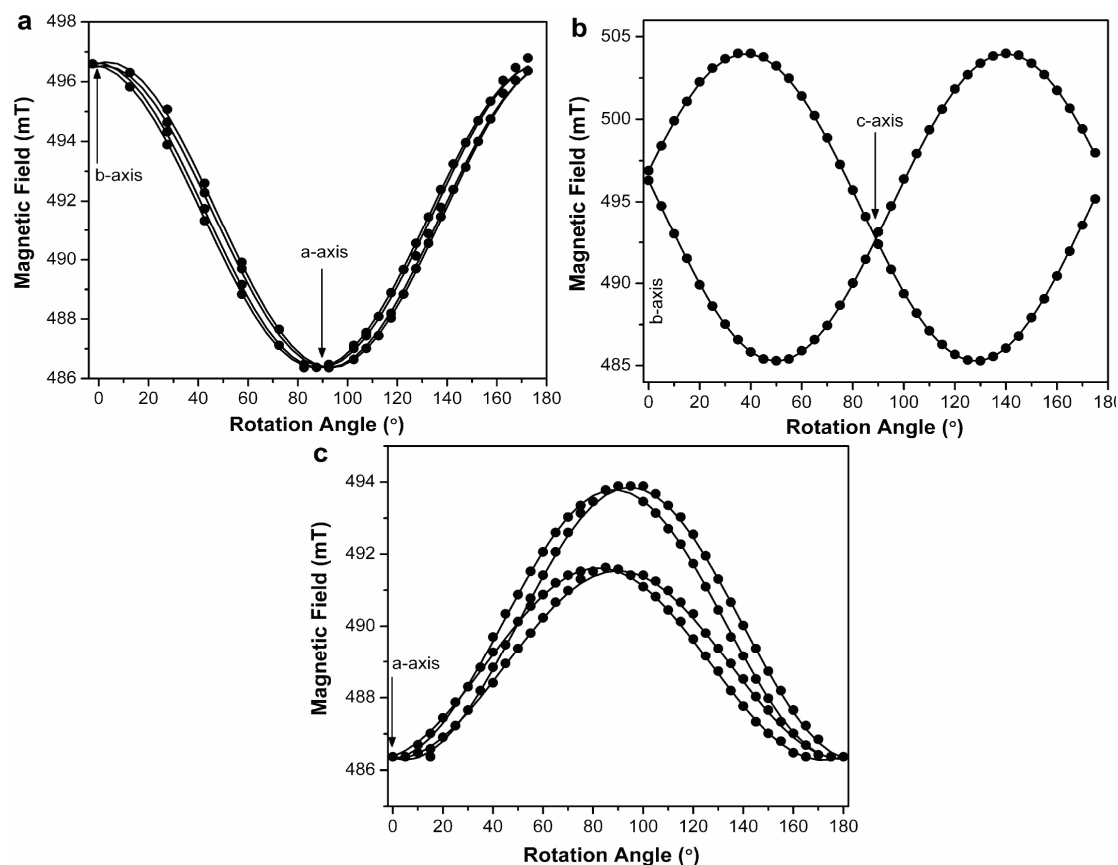 a
498
496
494
492
490
488
486
Magnetic Field (mT)
b-axis
a-axis
0 20 40 60 80 100 120 140 160 180
Rotation Angle (°)
b
505
500
495
490
485
Magnetic Field (mT)
b-axis
c-axis
0 20 40 60 80 100 120 140 160 180
Rotation Angle (°)
c
494
492
490
488
486
Magnetic Field (mT)
a-axis
0 20 40 60 80 100 120 140 160 180
Rotation Angle (°)